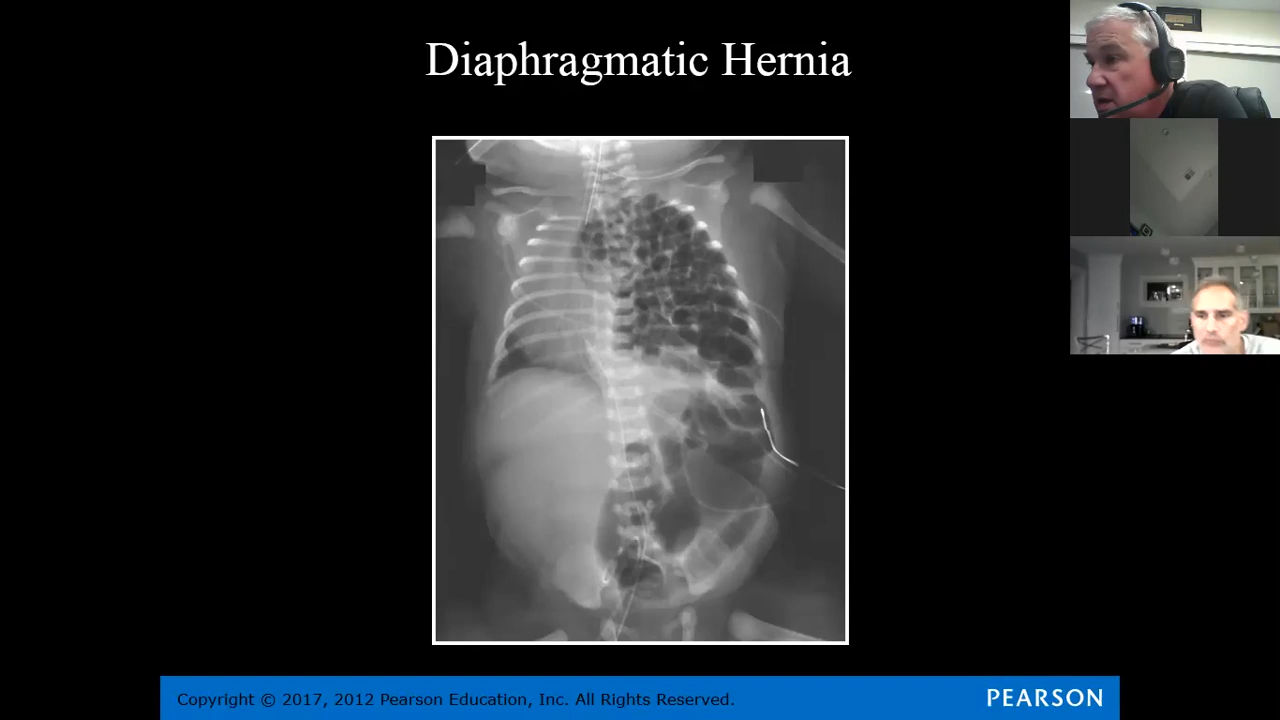 Diaphragmatic Hernia
Copyright © 2017, 2012 Pearson Education, Inc. All Rights Reserved.
PEARSON